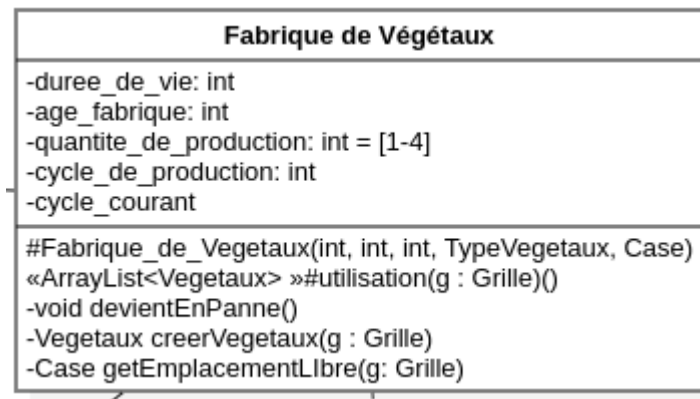 Fabrique de Végétaux
-duree_de_vie: int
-age_fabrique: int
-quantite_de_production: int = [1-4]
-cycle_de_production: int
-cycle_courant
#Fabrique_de_Vegetaux(int, int, int, TypeVegetaux, Case)
«ArrayList<Vegetaux> »#utilisation(g : Grille)()
-void devientEnPanne()
-Vegetaux creerVegetaux(g : Grille)
-Case getEmplacementLIbre(g: Grille)